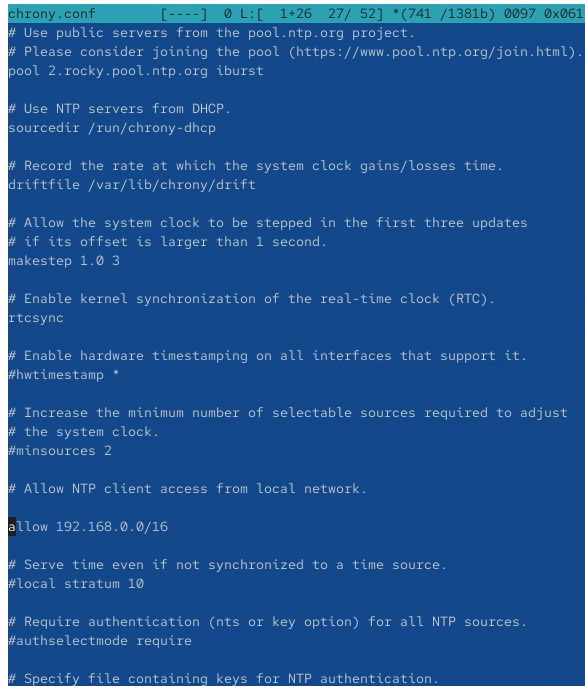 chrony.conf [----] 0 L:[ 1+26 27/ 52] *(741 /1381b) 0097 0x061
# Use public servers from the pool.ntp.org project.
# Please consider joining the pool (https://www.pool.ntp.org/join.html).
pool 2.rocky.pool.ntp.org iburst
# Use NTP servers from DHCP.
sourcedir /run/chrony-dhcp
# Record the rate at which the system clock gains/losses time.
driftfile /var/lib/chrony/drift
# Allow the system clock to be stepped in the first three updates
# if its offset is larger than 1 second.
makestep 1.0 3
# Enable kernel synchronization of the real-time clock (RTC).
rtcsync
# Enable hardware timestamping on all interfaces that support it.
#hwtimestamp *
# Increase the minimum number of selectable sources required to adjust
# the system clock.
#minsources 2
# Allow NTP client access from local network.
allow 192.168.0.0/16
# Serve time even if not synchronized to a time source.
#local stratum 10
# Require authentication (nts or key option) for all NTP sources.
#authselectmode require
# Specify file containing keys for NTP authentication.